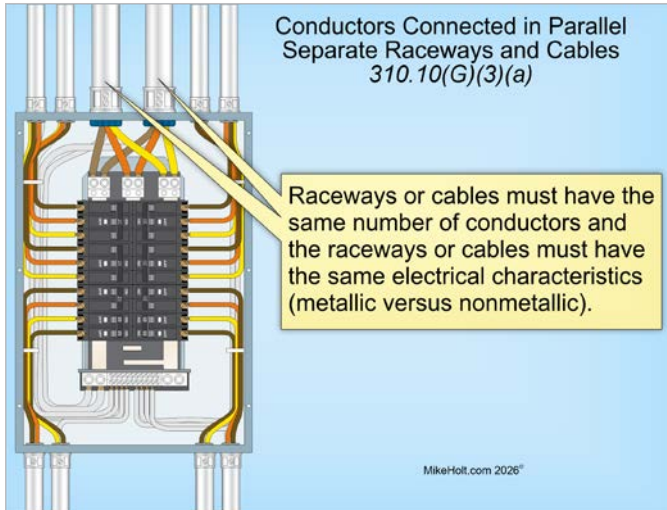 Conductors Connected in Parallel
Separate Raceways and Cables
310.10(G)(3)(a)
Raceways or cables must have the
same number of conductors and
the raceways or cables must have
the same electrical characteristics
(metallic versus nonmetallic).
MikeHolt.com 2026©